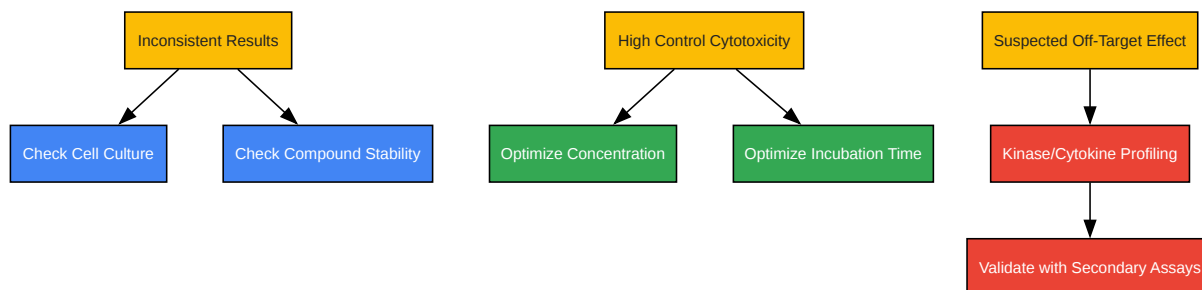 Inconsistent Results
High Control Cytotoxicity
Suspected Off-Target Effect
Check Cell Culture
Check Compound Stability
Optimize Concentration
Optimize Incubation Time
Kinase/Cytokine Profiling
Validate with Secondary Assays